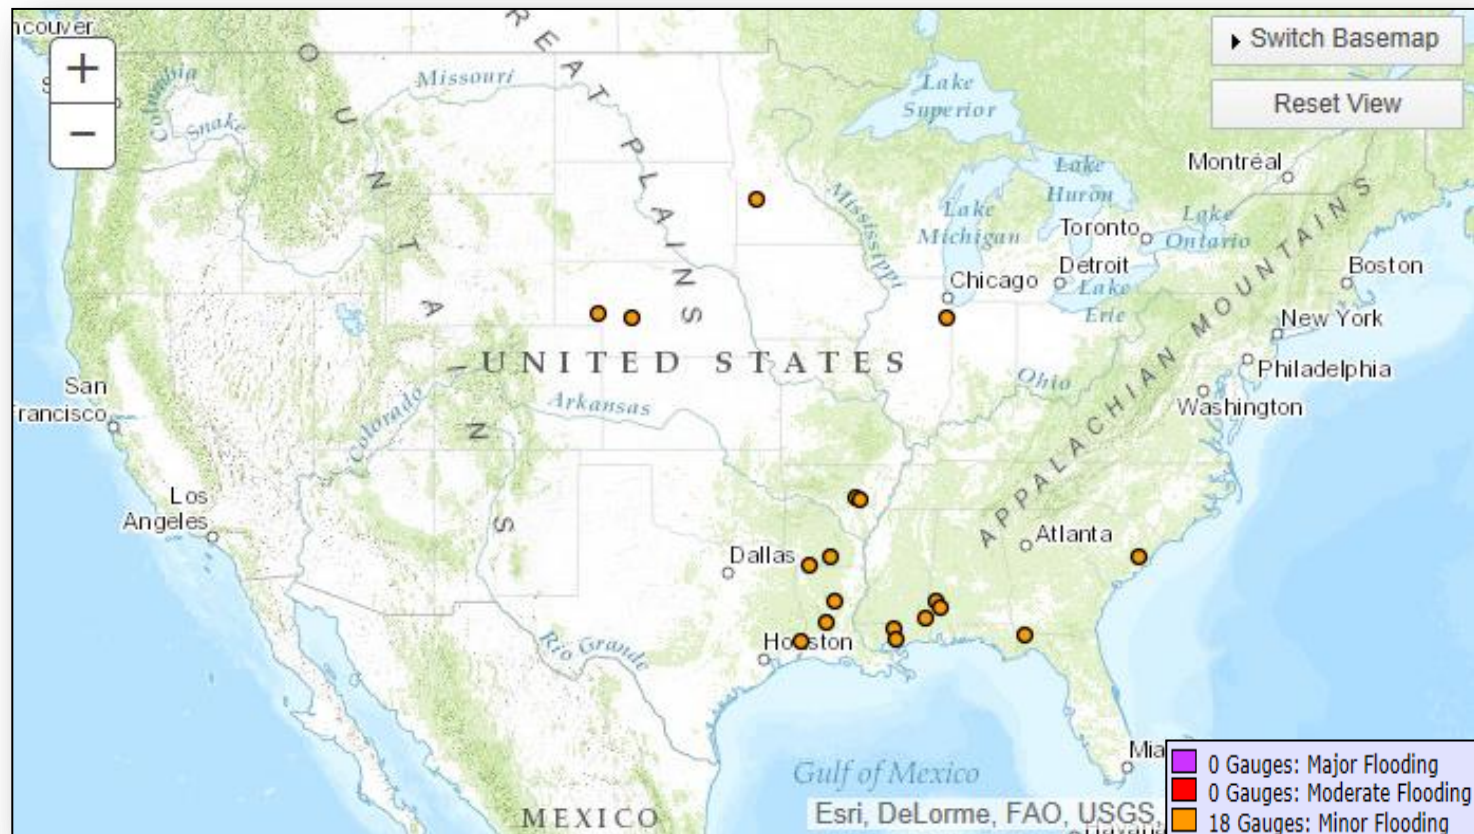 ncouver
+
−
Switch Basemap
Reset View
GREAT PLAINS
MOUNTAINS
Missouri
Columbia
Snake
Lake
Superior
Montréal
Lake
Huron
Mississippi
Lake
Michigan
Toronto
Lake
Ontario
Chicago
Detroit
Boston
Lake
Erie
New York
UNITED STATES
Philadelphia
Ohio
Washington
APPALACHIAN MOUNTAINS
San
Francisco
Colorado
Arkansas
Los
Angeles
Dallas
Atlanta
Houston
Rio Grande
Mia
Gulf of Mexico
MEXICO
Esri, DeLorme, FAO, USGS,
0 Gauges: Major Flooding
0 Gauges: Moderate Flooding
18 Gauges: Minor Flooding